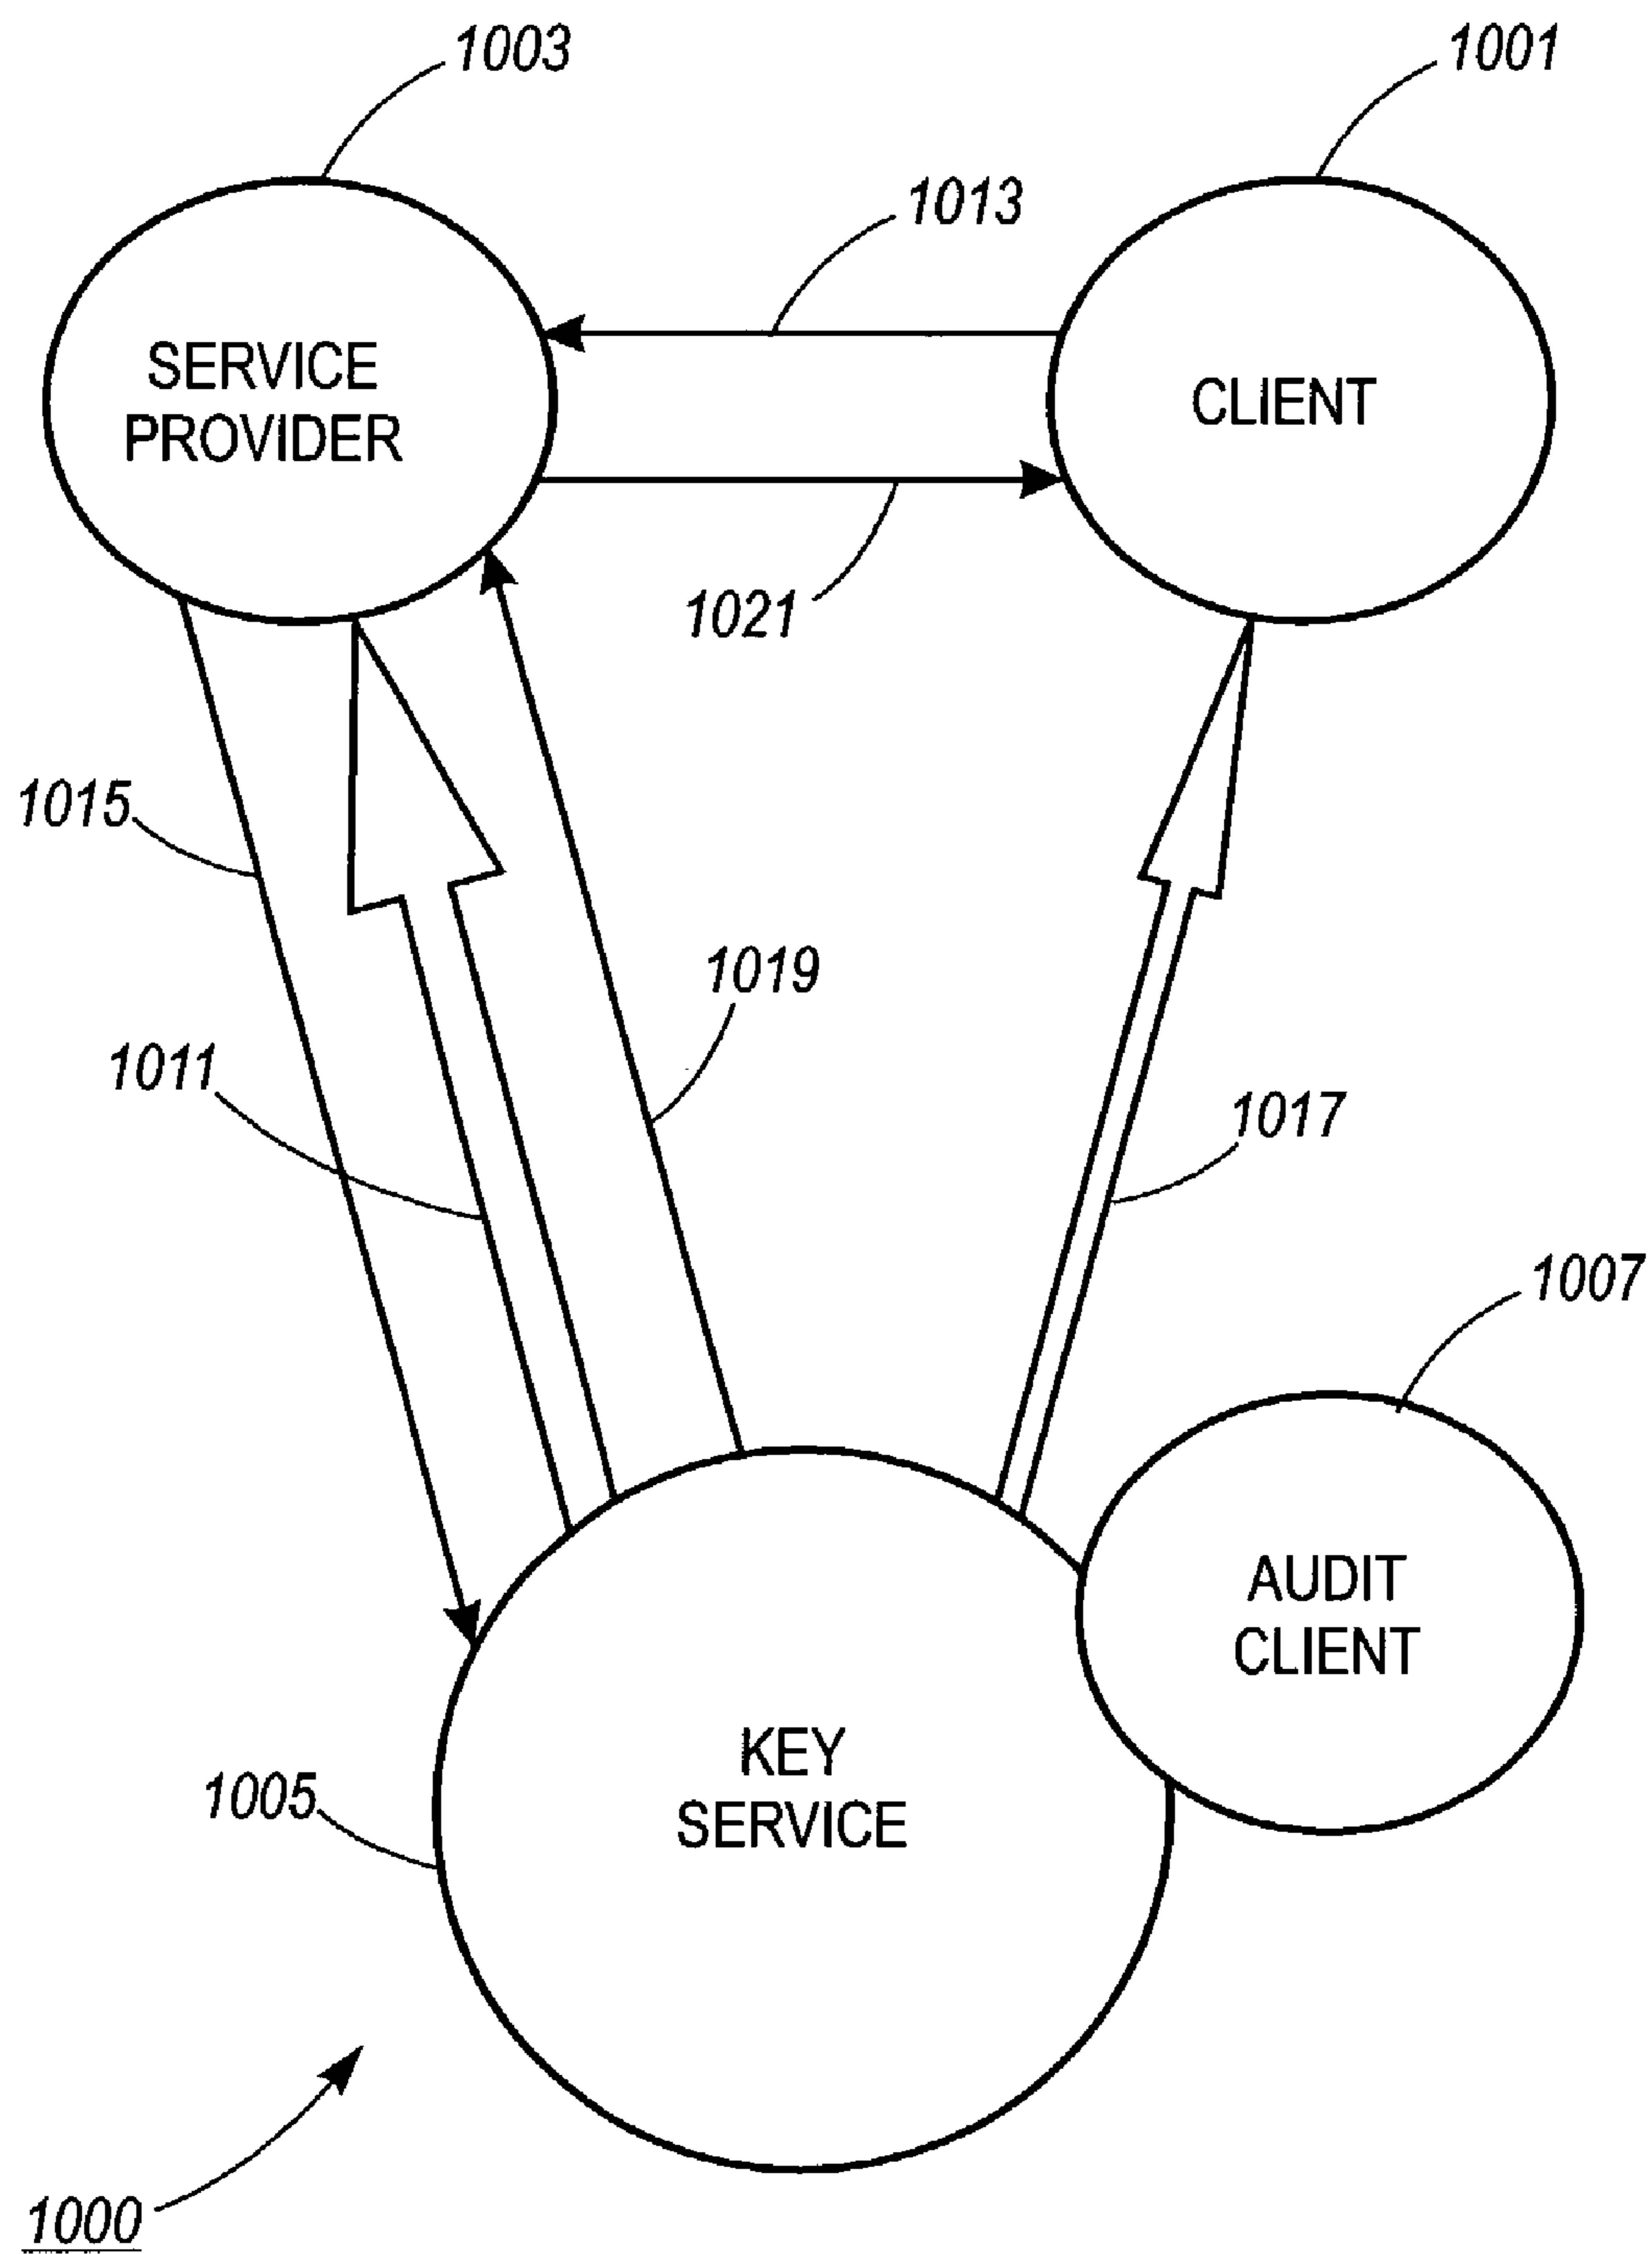 1003
1001
1013
SERVICE
PROVIDER
CLIENT
1021
1015
1019
1011
1017
1007
AUDIT
CLIENT
KEY
SERVICE
1005
1000